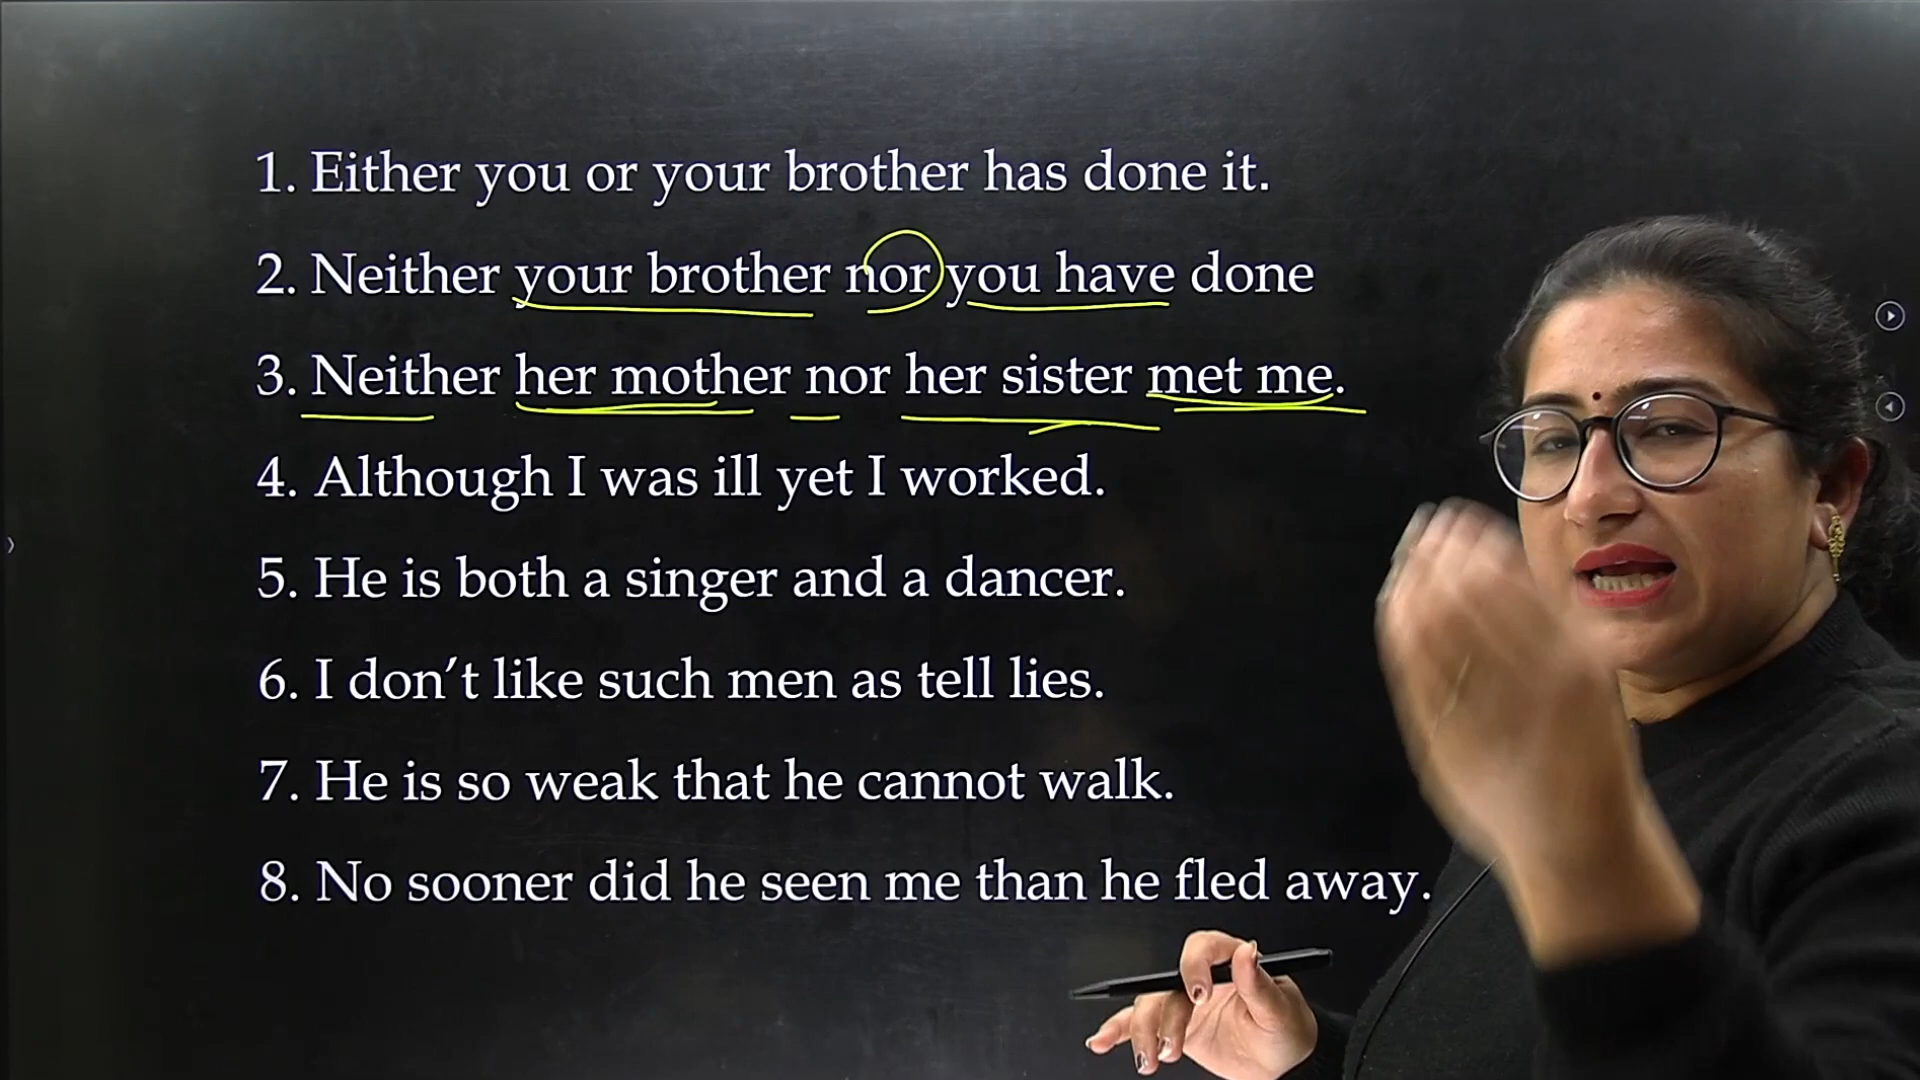 1. Either you or your brother has done it.
2. Neither your brother nor you have done
3. Neither her mother nor her sister met me.
4. Although I was ill yet I worked.
5. He is both a singer and a dancer.
6. I don’t like such men as tell lies.
7. He is so weak that he cannot walk.
8. No sooner did he seen me than he fled away.